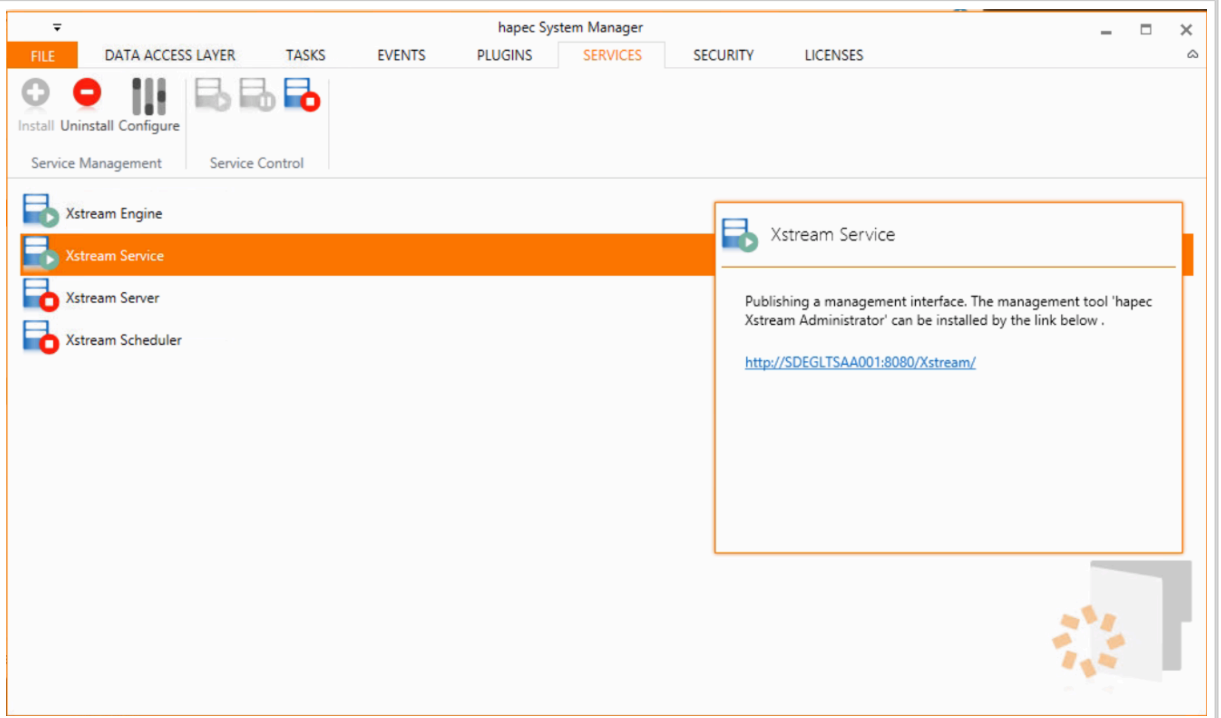 hapec System Manager
FILE DATA ACCESS LAYER TASKS EVENTS PLUGINS SERVICES SECURITY LICENSES
Install Uninstall Configure
Service Management Service Control
Xstream Engine
Xstream Service
Xstream Server
Xstream Scheduler
Xstream Service
Publishing a management interface. The management tool 'hapec
Xstream Administrator' can be installed by the link below .
http://SDEGLTSAA001:8080/Xstream/